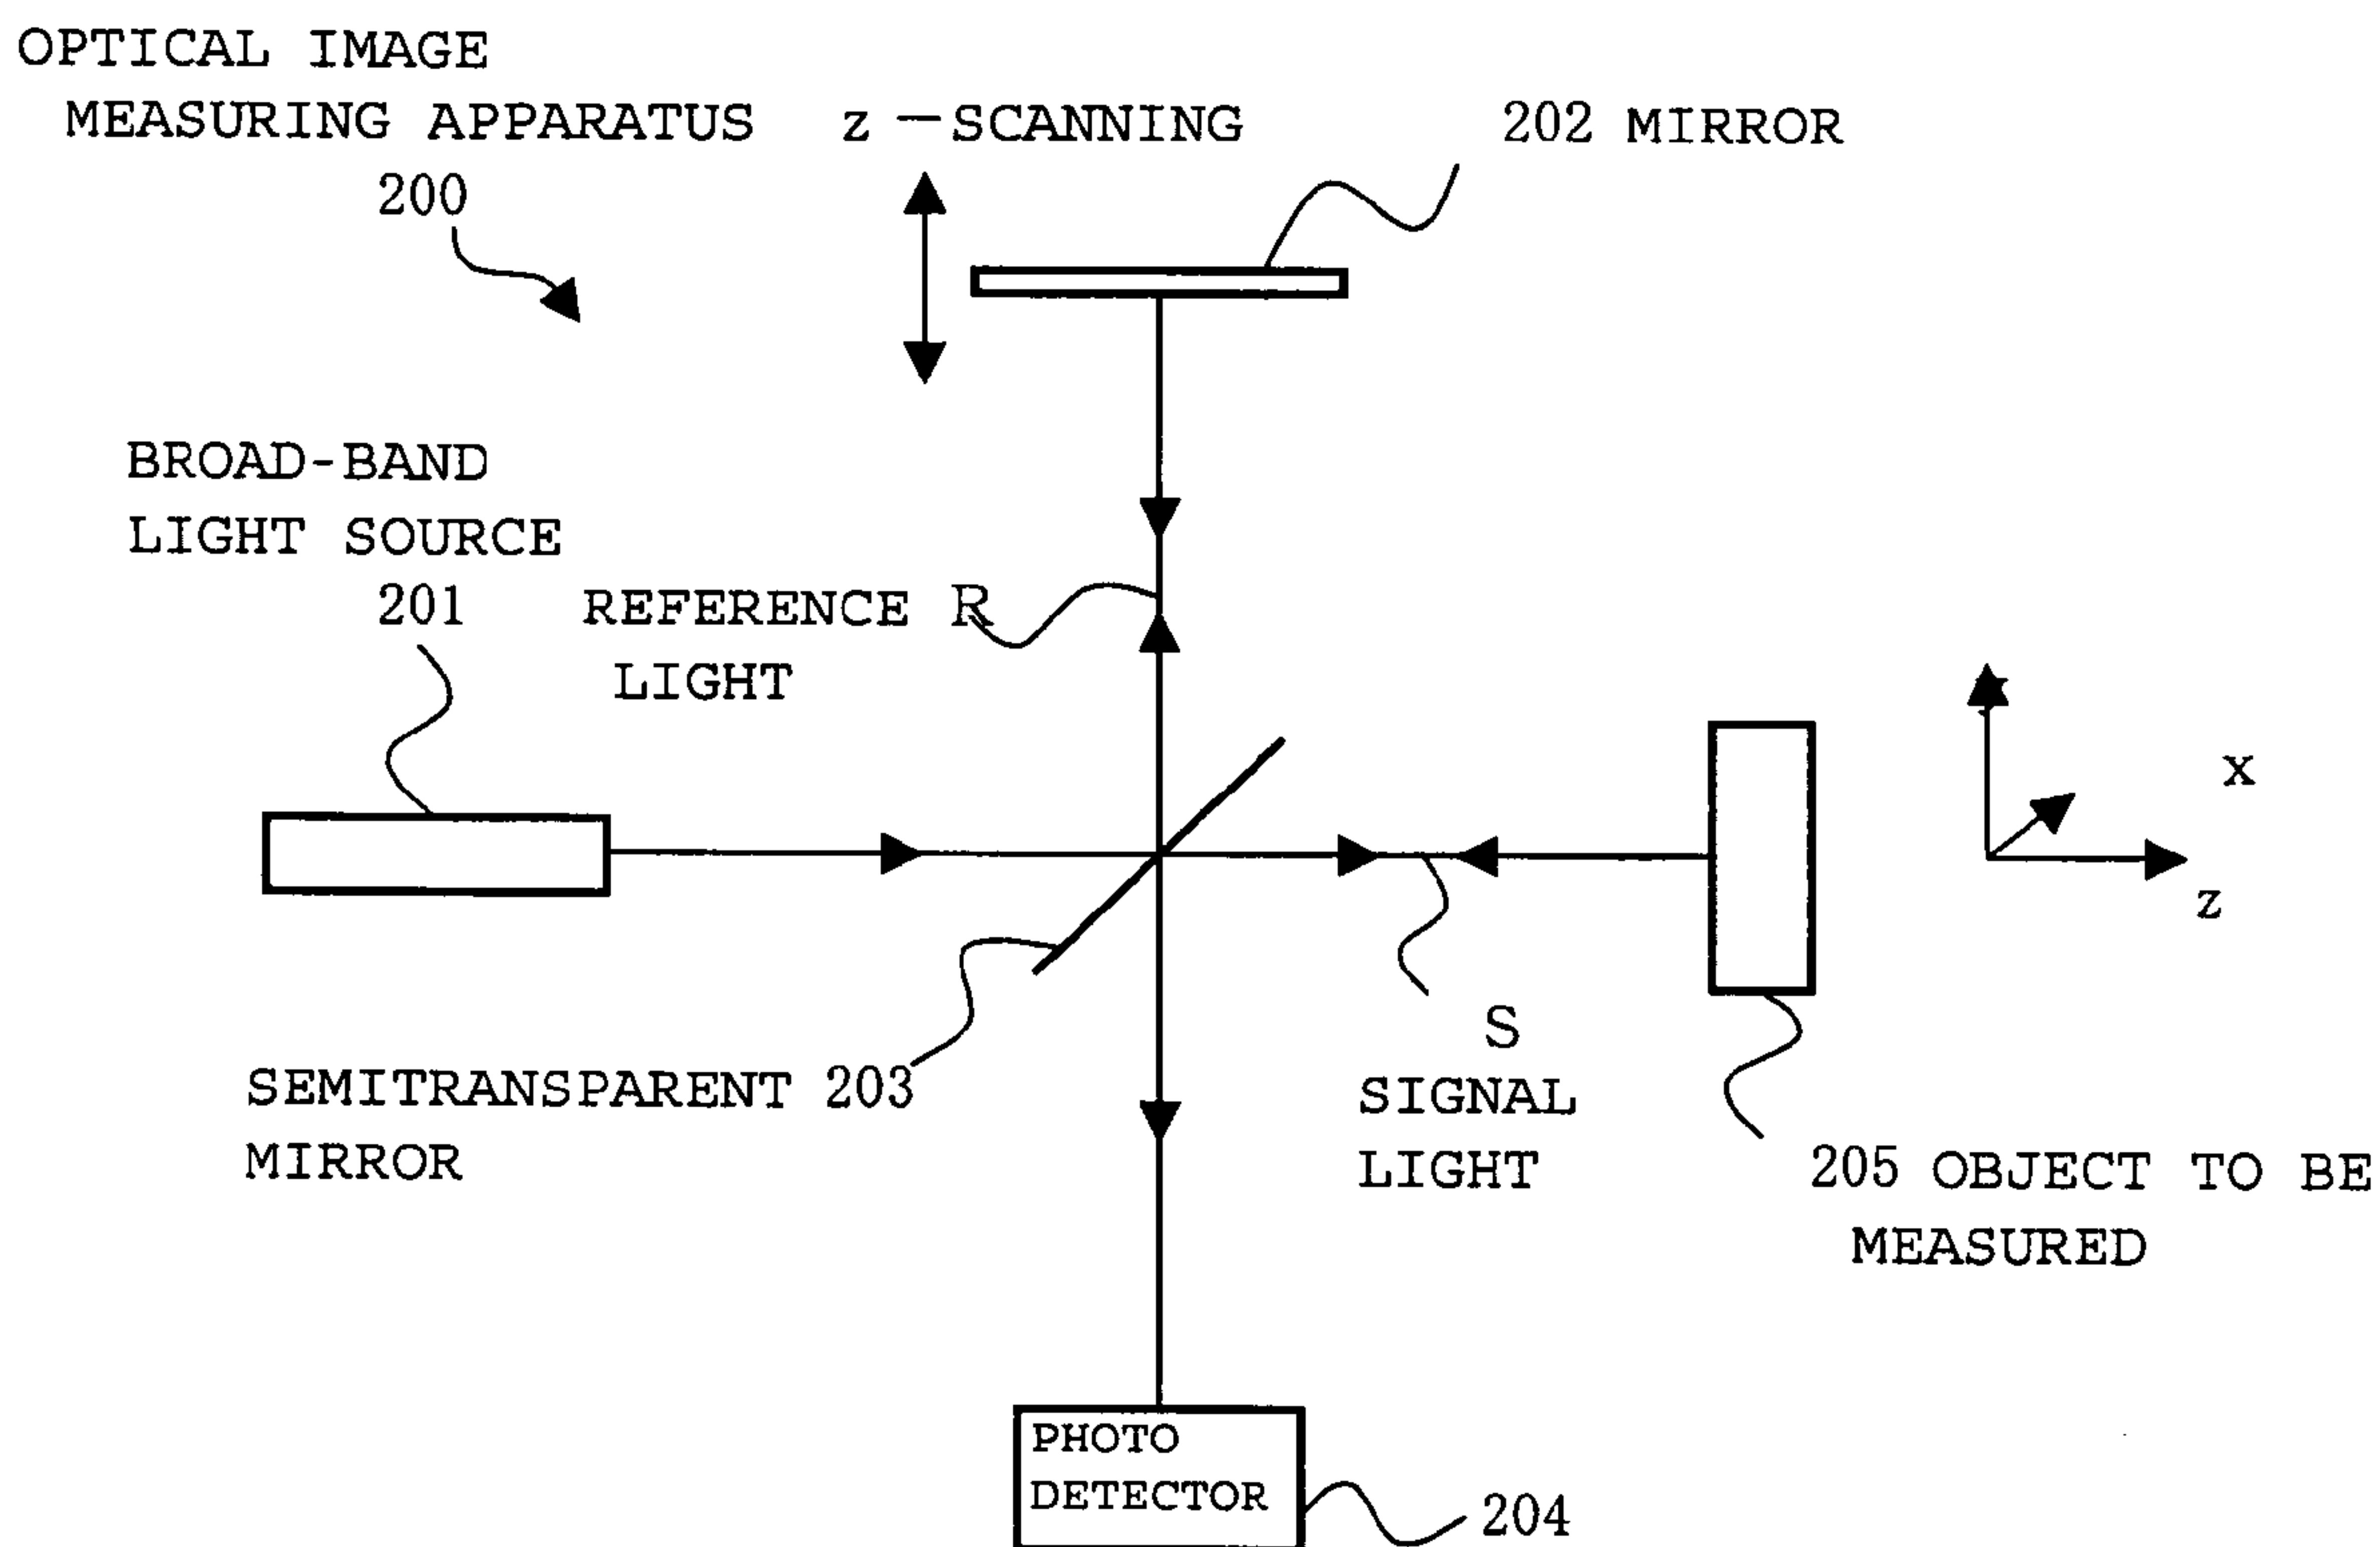 OPTICAL IMAGE
MEASURING APPARATUS
200
z —SCANNING
202 MIRROR
BROAD-BAND
LIGHT SOURCE
201
REFERENCE R
LIGHT
x
z
SEMITRANSPARENT 203
MIRROR
S
SIGNAL
LIGHT
205 OBJECT TO BE
MEASURED
PHOTO
DETECTOR
204